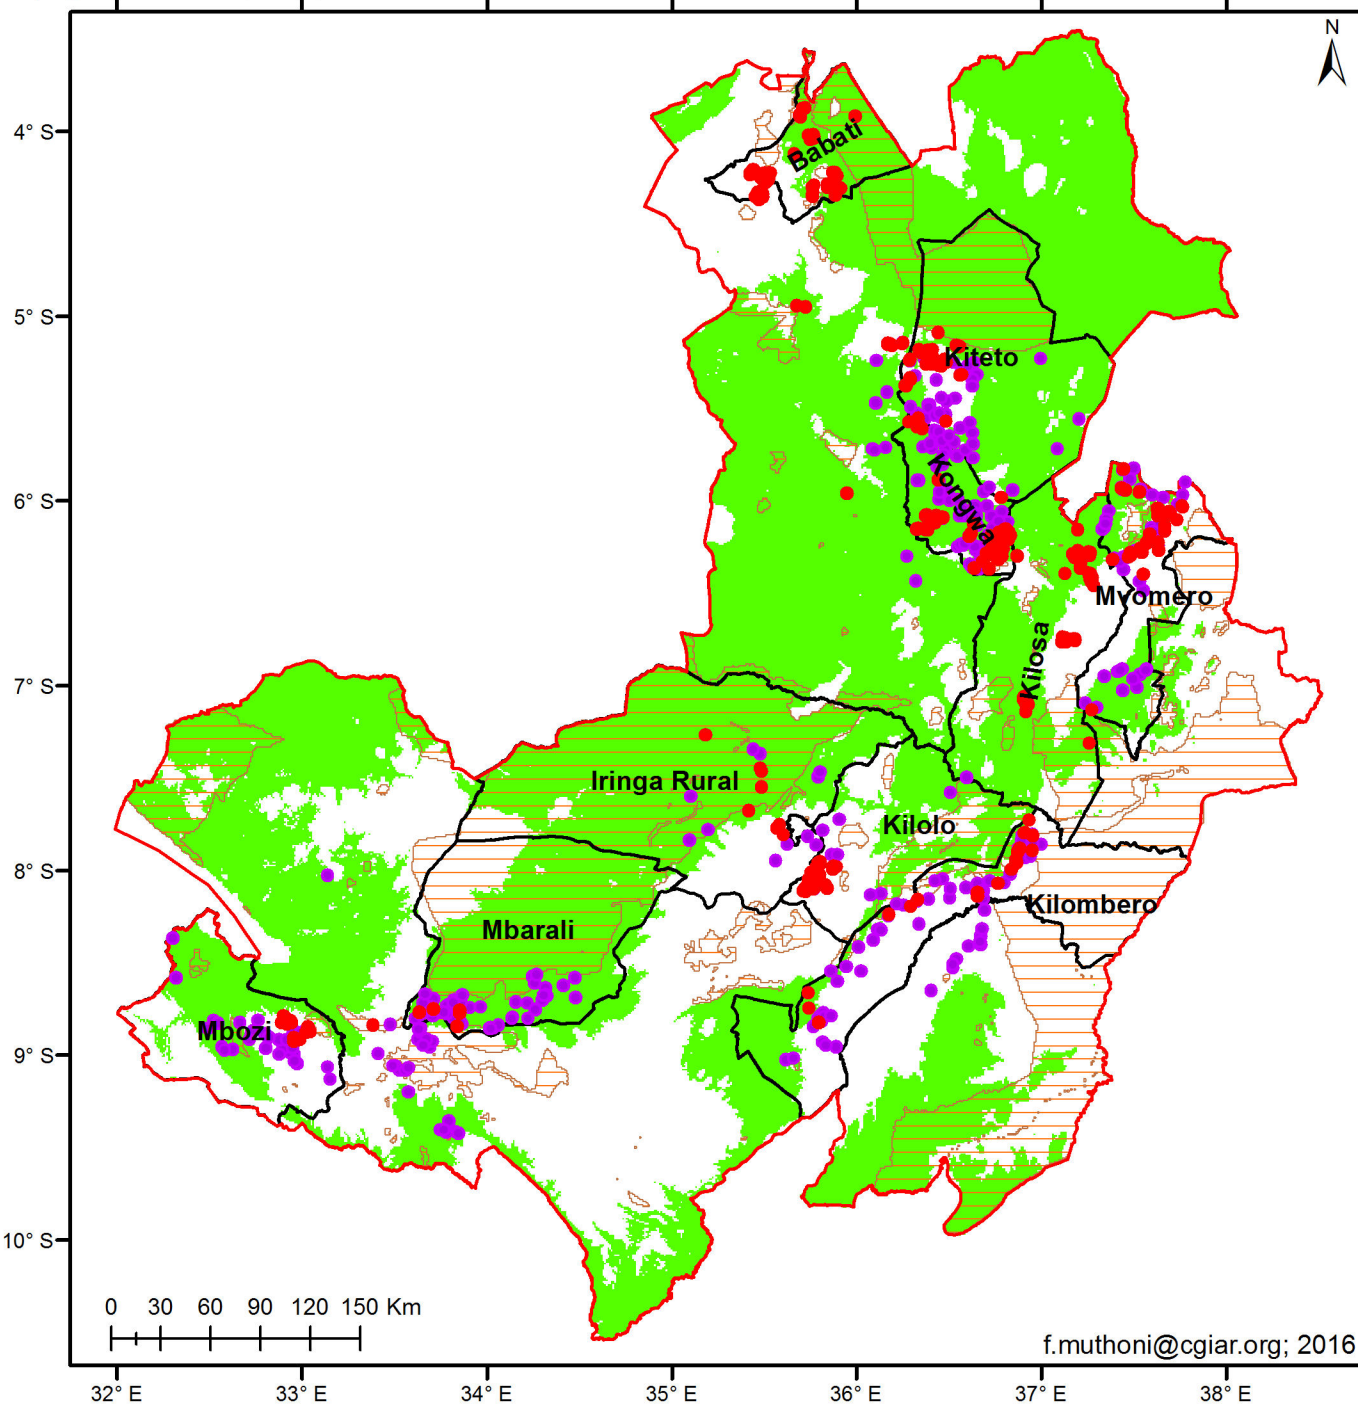 N
4° S
Babati
5° S
Kiteto
Kongwa
6° S
Mvomero
Kilosa
7° S
Iringa Rural
Kilolo
8° S
Kilombero
Mbarali
Mbozi
9° S
10° S
0 30 60 90 120 150 Km
f.muthoni@cgiar.org; 2016
32° E 33° E 34° E 35° E 36° E 37° E 38° E